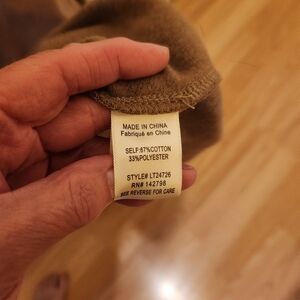 MADE IN CHINA
Fabriqué en Chine
SELF:67%COTTON
33%POLYESTER
STYLE# LT24726
RN# 142798
SEE REVERSE FOR CARE